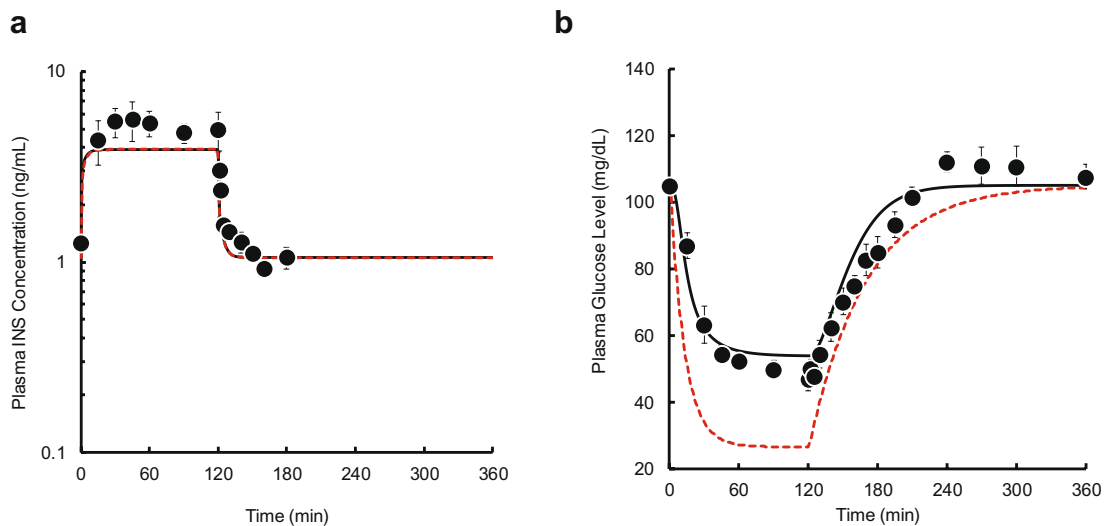 a
10
1
0.1
0 60 120 180 240 300 360
Plasma INS Concentration (ng/mL)
Time (min)
b
140
120
100
80
60
40
20
0 60 120 180 240 300 360
Plasma Glucose Level (mg/dL)
Time (min)